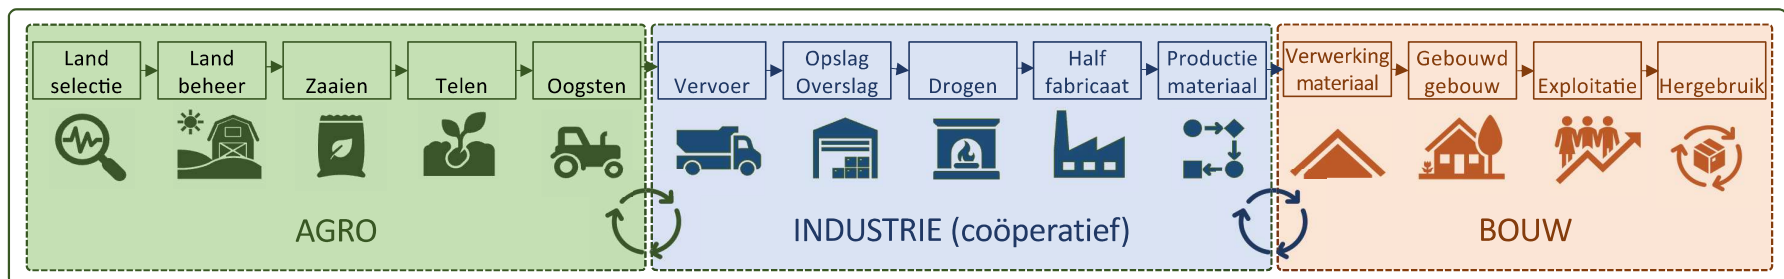 Land
selectie
Land
beheer
Zaaien
Telen
Oogsten
Vervoer
Opslag
Overslag
Drogen
Half
fabricaat
Productie
materiaal
Verwerking
materiaal
Gebouwd
gebouw
Exploitatie
Hergebruik
AGRO
INDUSTRIE (coöperatief)
BOUW